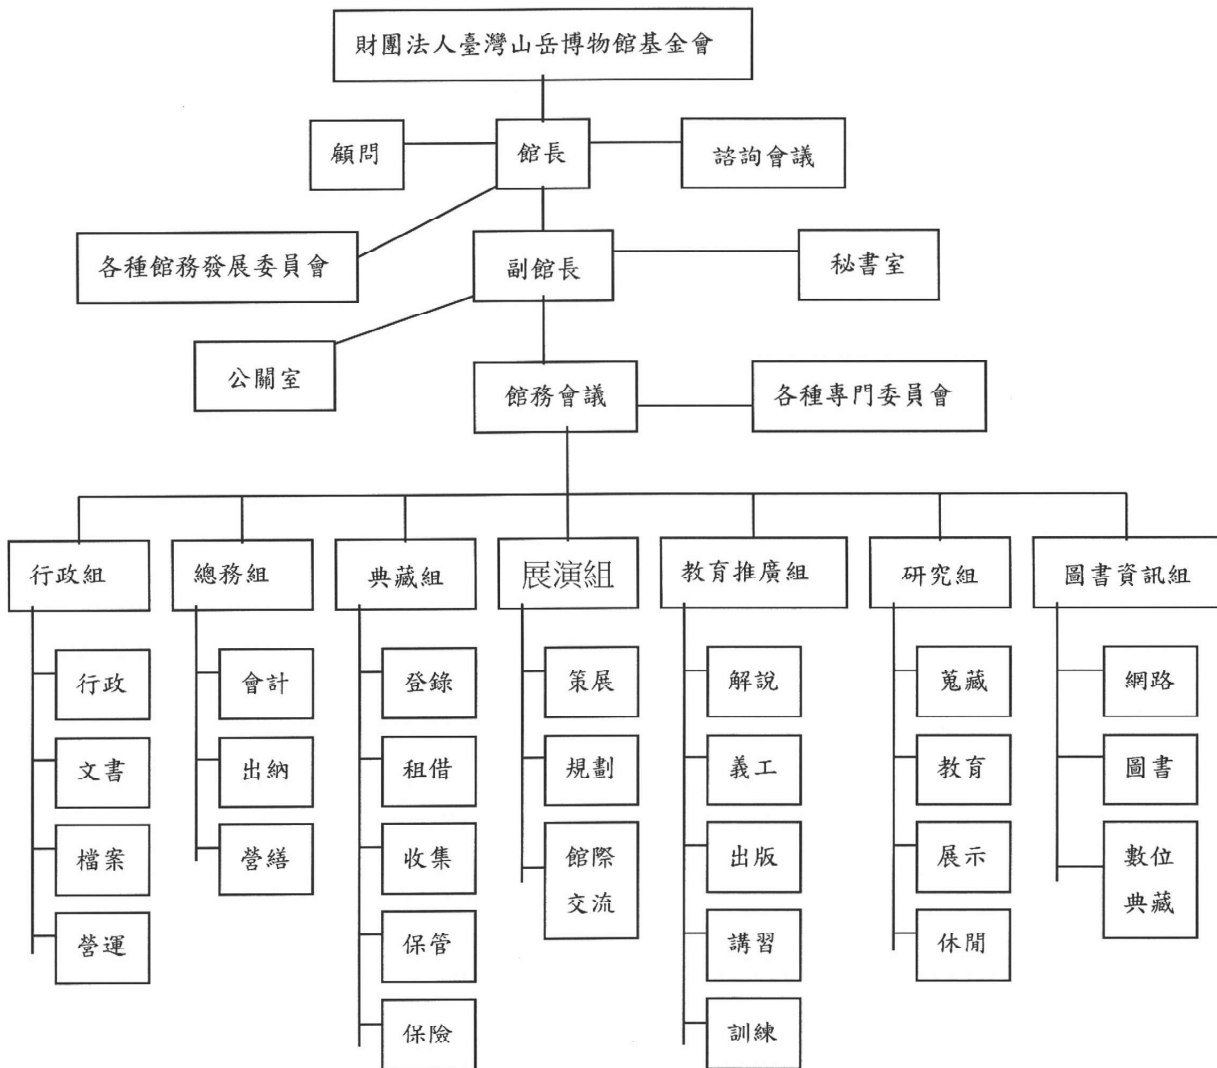 財團法人臺灣山岳博物館基金會
顧問
館長
諮詢會議
各種館務發展委員會
副館長
秘書室
公關室
館務會議
各種專門委員會
行政組
總務組
典藏組
展演組
教育推廣組
研究組
圖書資訊組
行政
文書
檔案
營運
會計
出納
營繕
登錄
租借
收集
保管
保險
策展
規劃
館際
交流
解說
義工
出版
講習
訓練
蒐藏
教育
展示
休閒
網路
圖書
數位
典藏